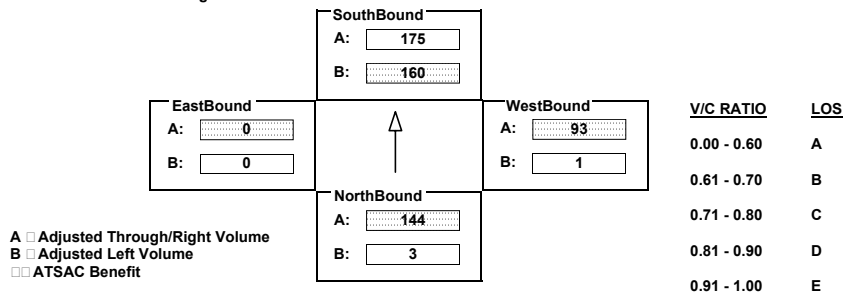 SouthBound
A: 175
B: 160
EastBound
A: 0
B: 0
WestBound
A: 93
B: 1
NorthBound
A: 144
B: 3
V/C RATIO LOS
0.00 - 0.60 A
0.61 - 0.70 B
0.71 - 0.80 C
0.81 - 0.90 D
0.91 - 1.00 E
A □ Adjusted Through/Right Volume
B □ Adjusted Left Volume
□□ ATSAC Benefit